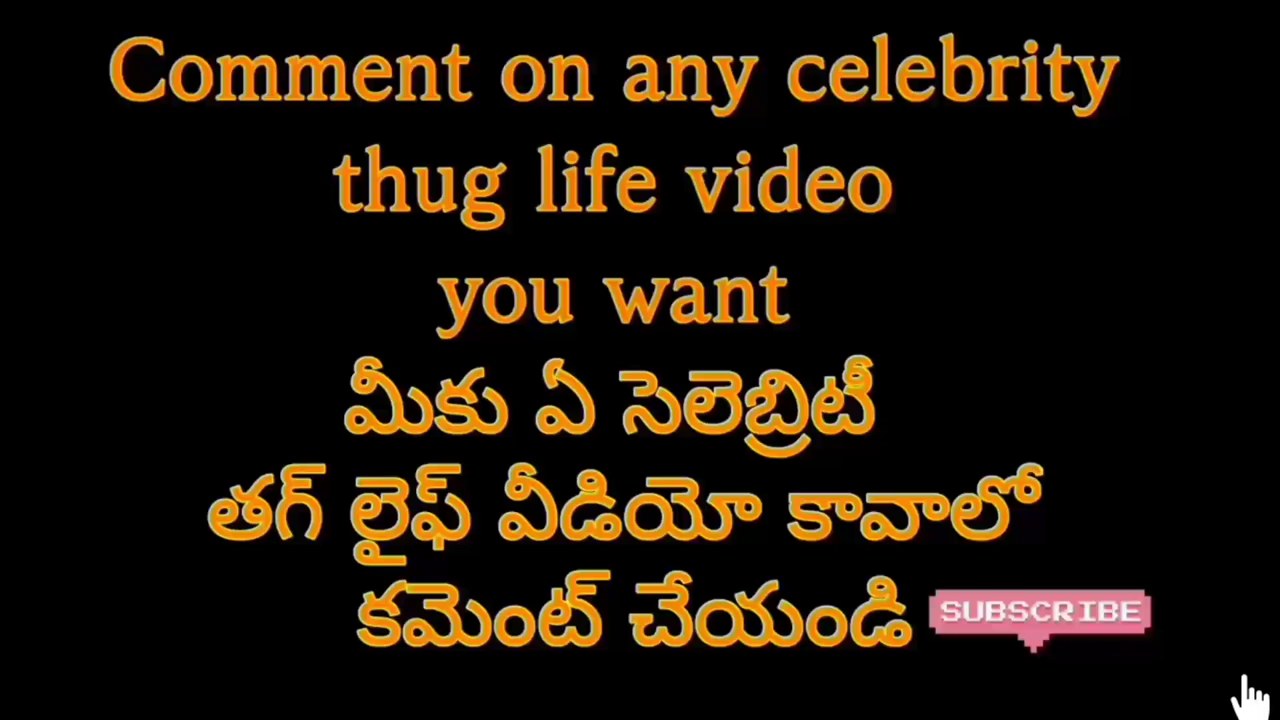 Comment on any celebrity
thug life video
you want
మీకు ఏ సెలెబ్రిటీ
తగ్ లైఫ్ వీడియో కావాలో
కమెంట్ చేయండి
SUBSCRIBE